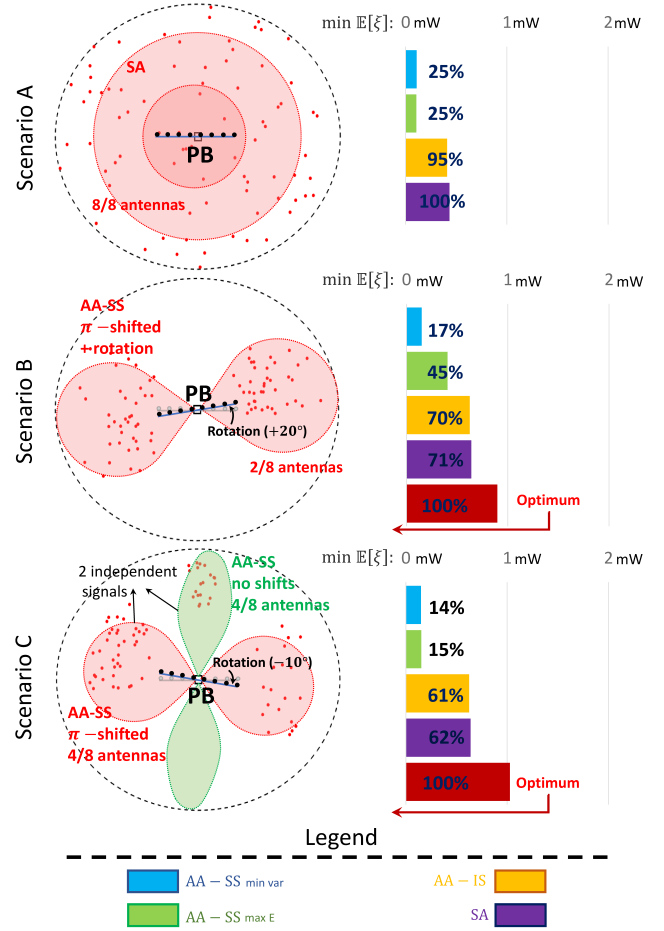 Scenario A
SA
PB
8/8 antennas
min 𝔼[ξ]: 0 mW 1 mW 2 mW
25%
25%
95%
100%
Scenario B
AA-SS
π −shifted
+rotation
PB
Rotation (+20°)
2/8 antennas
min 𝔼[ξ]: 0 mW 1 mW 2 mW
17%
45%
70%
71%
100%
Optimum
Scenario C
2 independent
signals
AA-SS
no shifts
4/8 antennas
Rotation (−10°)
PB
AA-SS
π −shifted
4/8 antennas
min 𝔼[ξ]: 0 mW 1 mW 2 mW
14%
15%
61%
62%
100%
Optimum
Legend
AA − SS min var
AA − IS
AA − SS max E
SA